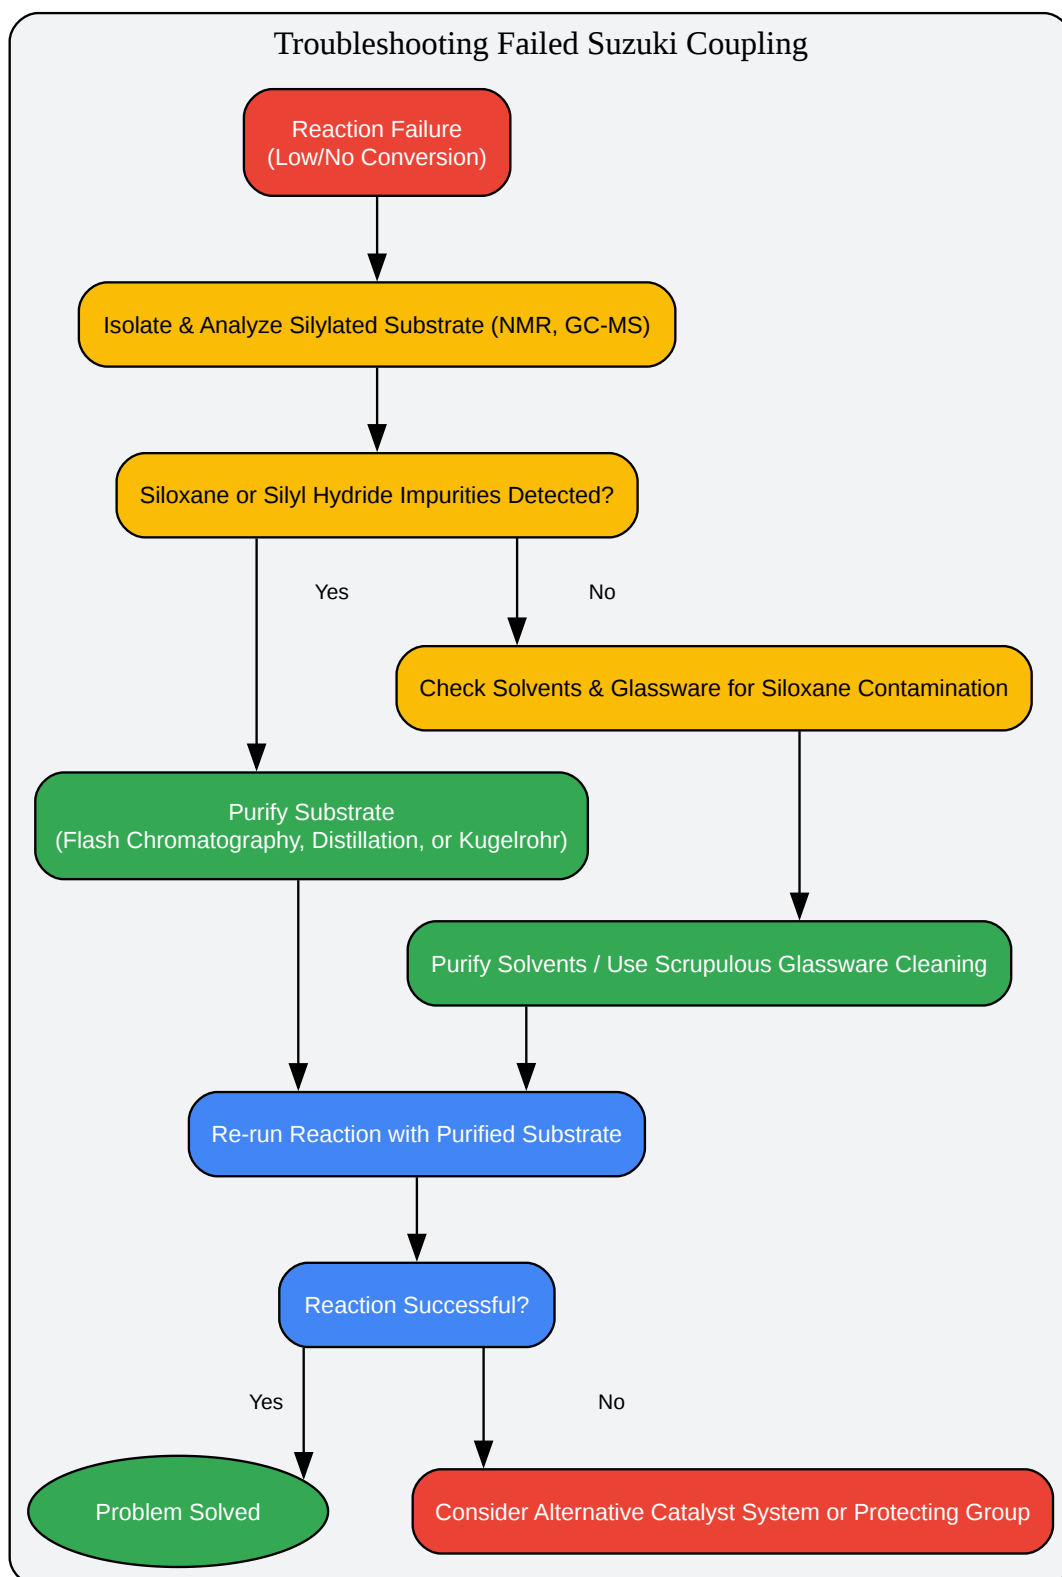 Troubleshooting Failed Suzuki Coupling
Reaction Failure
(Low/No Conversion)
Isolate & Analyze Silylated Substrate (NMR, GC-MS)
Siloxane or Silyl Hydride Impurities Detected?
Yes
No
Check Solvents & Glassware for Siloxane Contamination
Purify Substrate
(Flash Chromatography, Distillation, or Kugelrohr)
Purify Solvents / Use Scrupulous Glassware Cleaning
Re-run Reaction with Purified Substrate
Reaction Successful?
Yes
No
Problem Solved
Consider Alternative Catalyst System or Protecting Group